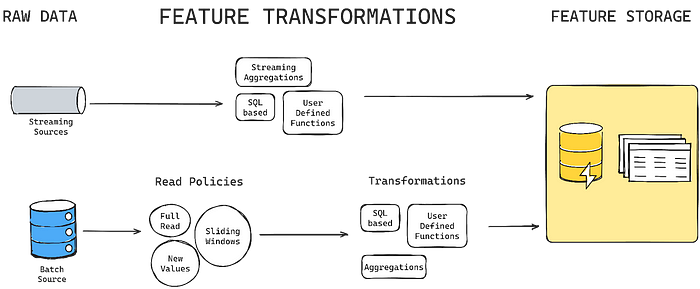 RAW DATA
FEATURE TRANSFORMATIONS
FEATURE STORAGE
Streaming
Aggregations
SQL
based
User
Defined
Functions
Streaming
Sources
Read Policies
Transformations
Full
Read
Sliding
Windows
New
Values
SQL
based
User
Defined
Functions
Aggregations
Batch
Source